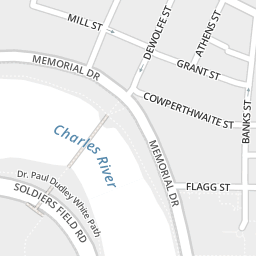 MILL ST
DEWOLFE ST
ATHENS ST
GRANT ST
MEMORIAL DR
COWPERTHWAITE ST
BANKS ST
Charles River
MEMORIAL DR
Dr. Paul Dudley White Path
FLAGG ST
SOLDIERS FIELD RD